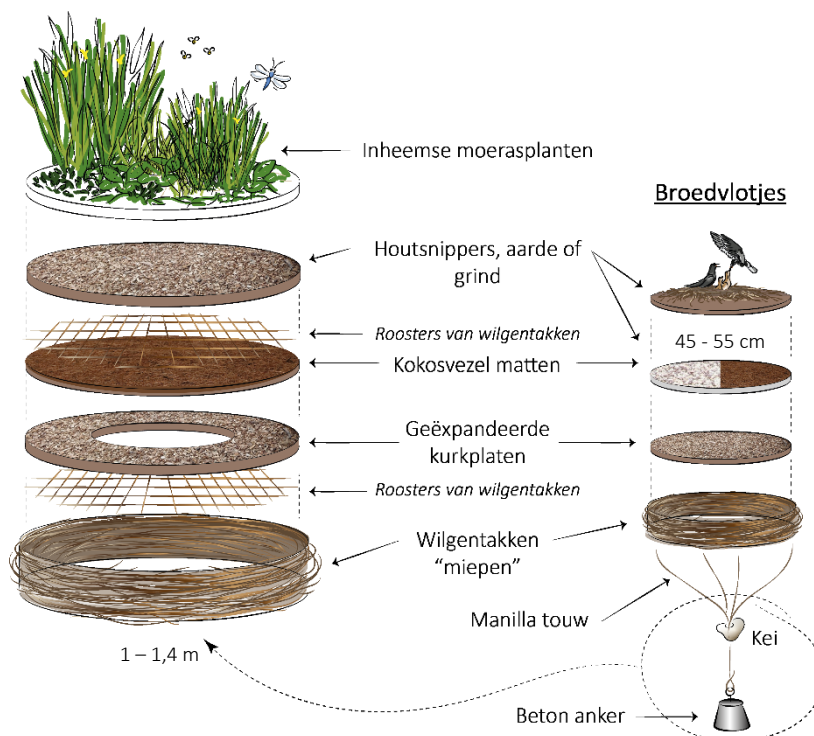 Inheemse moerasplanten
Broedvlotjes
Houtsnippers, aarde of
grind
Roosters van wilgentakken
45 - 55 cm
Kokosvezel matten
Geëxpandeerde
kurkplaten
Roosters van wilgentakken
Wilgentakken
“miepen”
Manilla touw
Kei
1 – 1,4 m
Beton anker